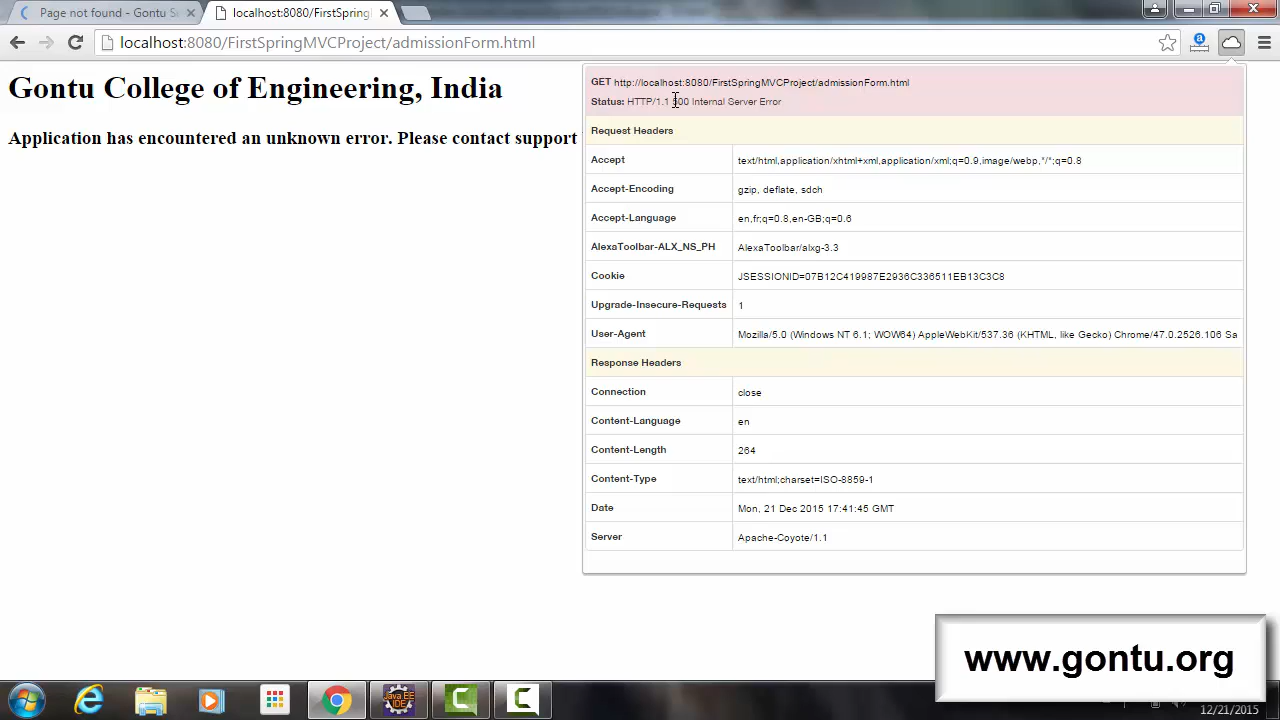 Page not found - Gontu S
localhost:8080/FirstSpring
localhost:8080/FirstSpringMVCProject/admissionForm.html
Gontu College of Engineering, India
Application has encountered an unknown error. Please contact support
GET http://localhost:8080/FirstSpringMVCProject/admissionForm.html
Status: HTTP/1.1 500 Internal Server Error
Request Headers
Accept text/html,application/xhtml+xml,application/xml;q=0.9,image/webp,*/*;q=0.8
Accept-Encoding gzip, deflate, sdch
Accept-Language en,fr;q=0.8,en-GB;q=0.6
AlexaToolbar-ALX_NS_PH AlexaToolbar/alxg-3.3
Cookie JSESSIONID=07B12C419987E2936C336511EB13C3C8
Upgrade-Insecure-Requests 1
User-Agent Mozilla/5.0 (Windows NT 6.1; WOW64) AppleWebKit/537.36 (KHTML, like Gecko) Chrome/47.0.2526.106 Sa
Response Headers
Connection close
Content-Language en
Content-Length 264
Content-Type text/html;charset=ISO-8859-1
Date Mon, 21 Dec 2015 17:41:45 GMT
Server Apache-Coyote/1.1
www.gontu.org
Java EE
IDE
12/21/2015